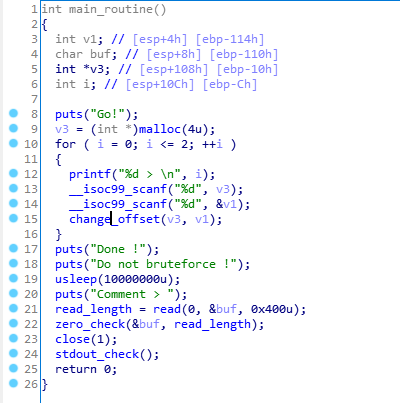 1 int main_routine()
2 {
3 int v1; // [esp+4h] [ebp-114h]
4 char buf; // [esp+8h] [ebp-110h]
5 int *v3; // [esp+108h] [ebp-10h]
6 int i; // [esp+10Ch] [ebp-Ch]
7
8 puts("Go!");
9 v3 = (int *)malloc(4u);
10 for ( i = 0; i <= 2; ++i )
11 {
12 printf("%d > \n", i);
13 __isoc99_scanf("%d", v3);
14 __isoc99_scanf("%d", &v1);
15 change_offset(v3, v1);
16 }
17 puts("Done !");
18 puts("Do not bruteforce !");
19 usleep(10000000u);
20 puts("Comment > ");
21 read_length = read(0, &buf, 0x400u);
22 zero_check(&buf, read_length);
23 close(1);
24 stdout_check();
25 return 0;
26 }